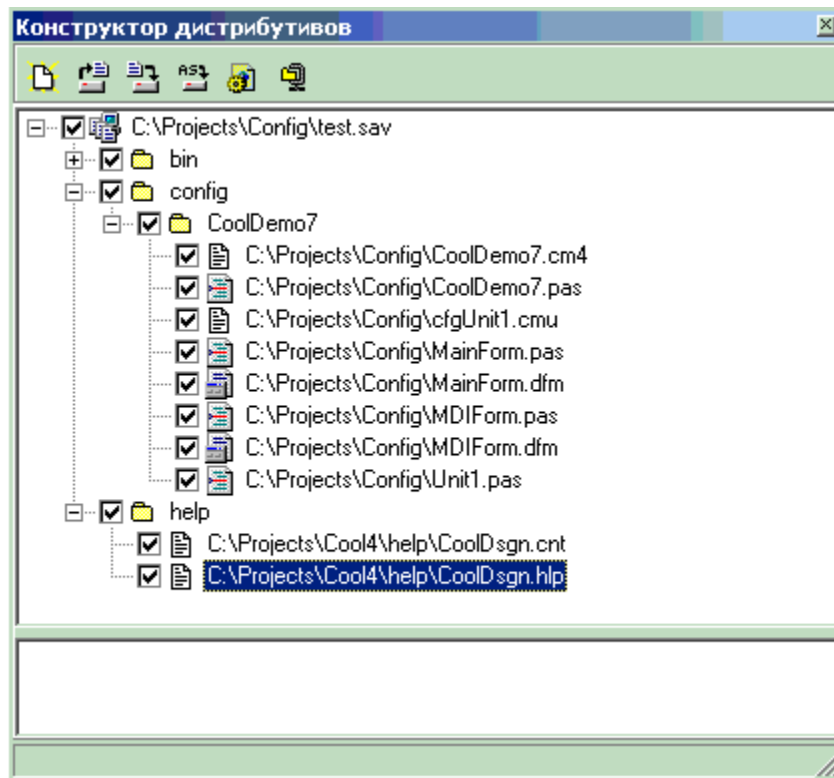 Конструктор дистрибутивов
AS
C:\Projects\Config\test.sav
bin
config
CoolDemo7
C:\Projects\Config\CoolDemo7.cm4
C:\Projects\Config\CoolDemo7.pas
C:\Projects\Config\cfgUnit1.cmu
C:\Projects\Config\MainForm.pas
C:\Projects\Config\MainForm.dfm
C:\Projects\Config\MDIForm.pas
C:\Projects\Config\MDIForm.dfm
C:\Projects\Config\Unit1.pas
help
C:\Projects\Cool4\help\CoolDsgn.cnt
C:\Projects\Cool4\help\CoolDsgn.hlp